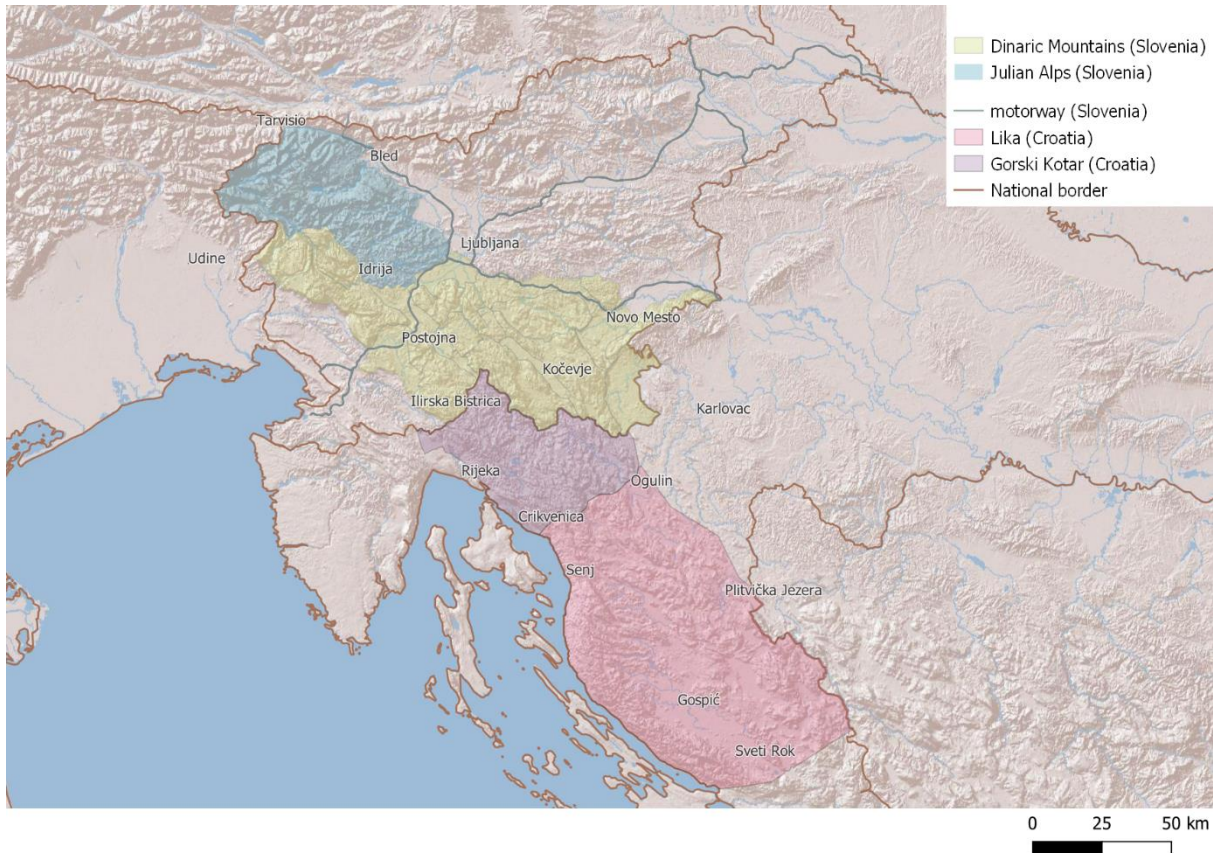 Dinaric Mountains (Slovenia)
Julian Alps (Slovenia)
motorway (Slovenia)
Lika (Croatia)
Gorski Kotar (Croatia)
National border
Tarvisio
Bled
Ljubljana
Udine
Idrija
Novo Mesto
Postojna
Kočevje
Ilirska Bistrica
Karlovac
Rijeka
Ogulin
Crikvenica
Senj
Plitvička Jezera
Gospić
Sveti Rok
0 25 50 km